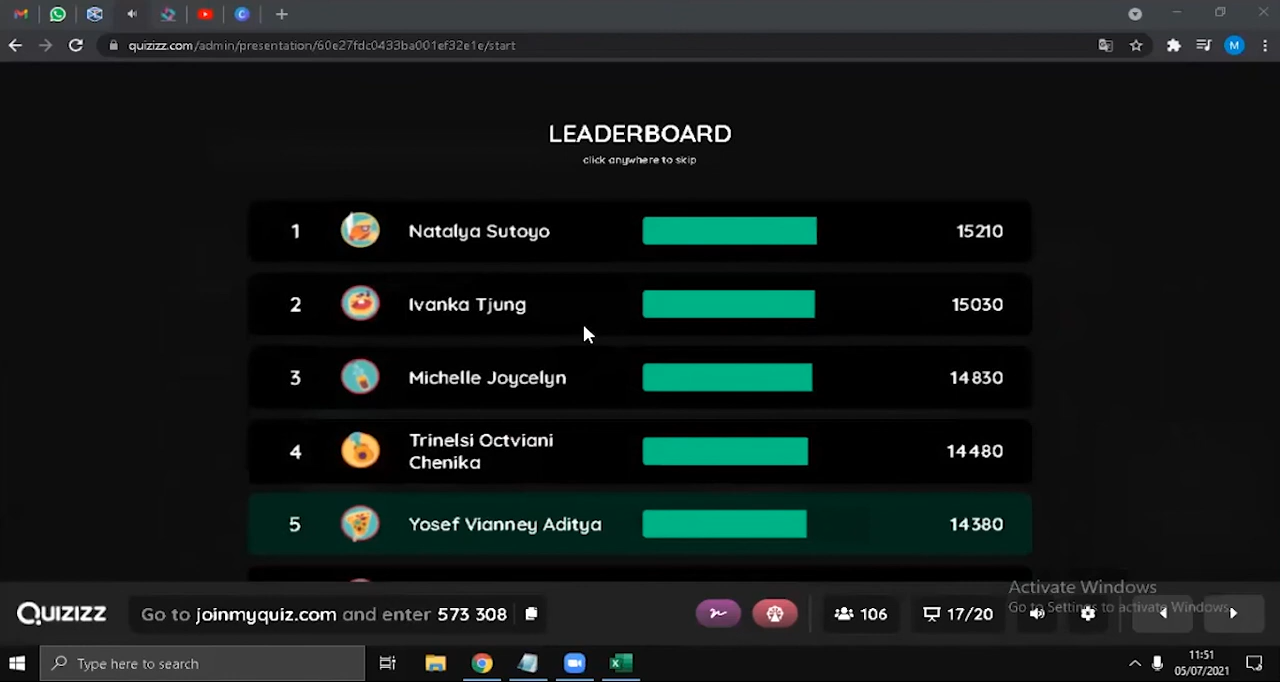 quizizz.com/admin/presentation/60e27fdc0433ba001ef32e1e/start
M
LEADERBOARD
click anywhere to skip
1 Natalya Sutoyo 15210
2 Ivanka Tjung 15030
3 Michelle Joycelyn 14830
4 Trinelsi Octviani Chenika 14480
5 Yosef Vianney Aditya 14380
Activate Windows
Go to Settings to activate Windows.
Quizizz Go to joinmyquiz.com and enter 573 308 106 17/20
Type here to search
11:51
05/07/2021